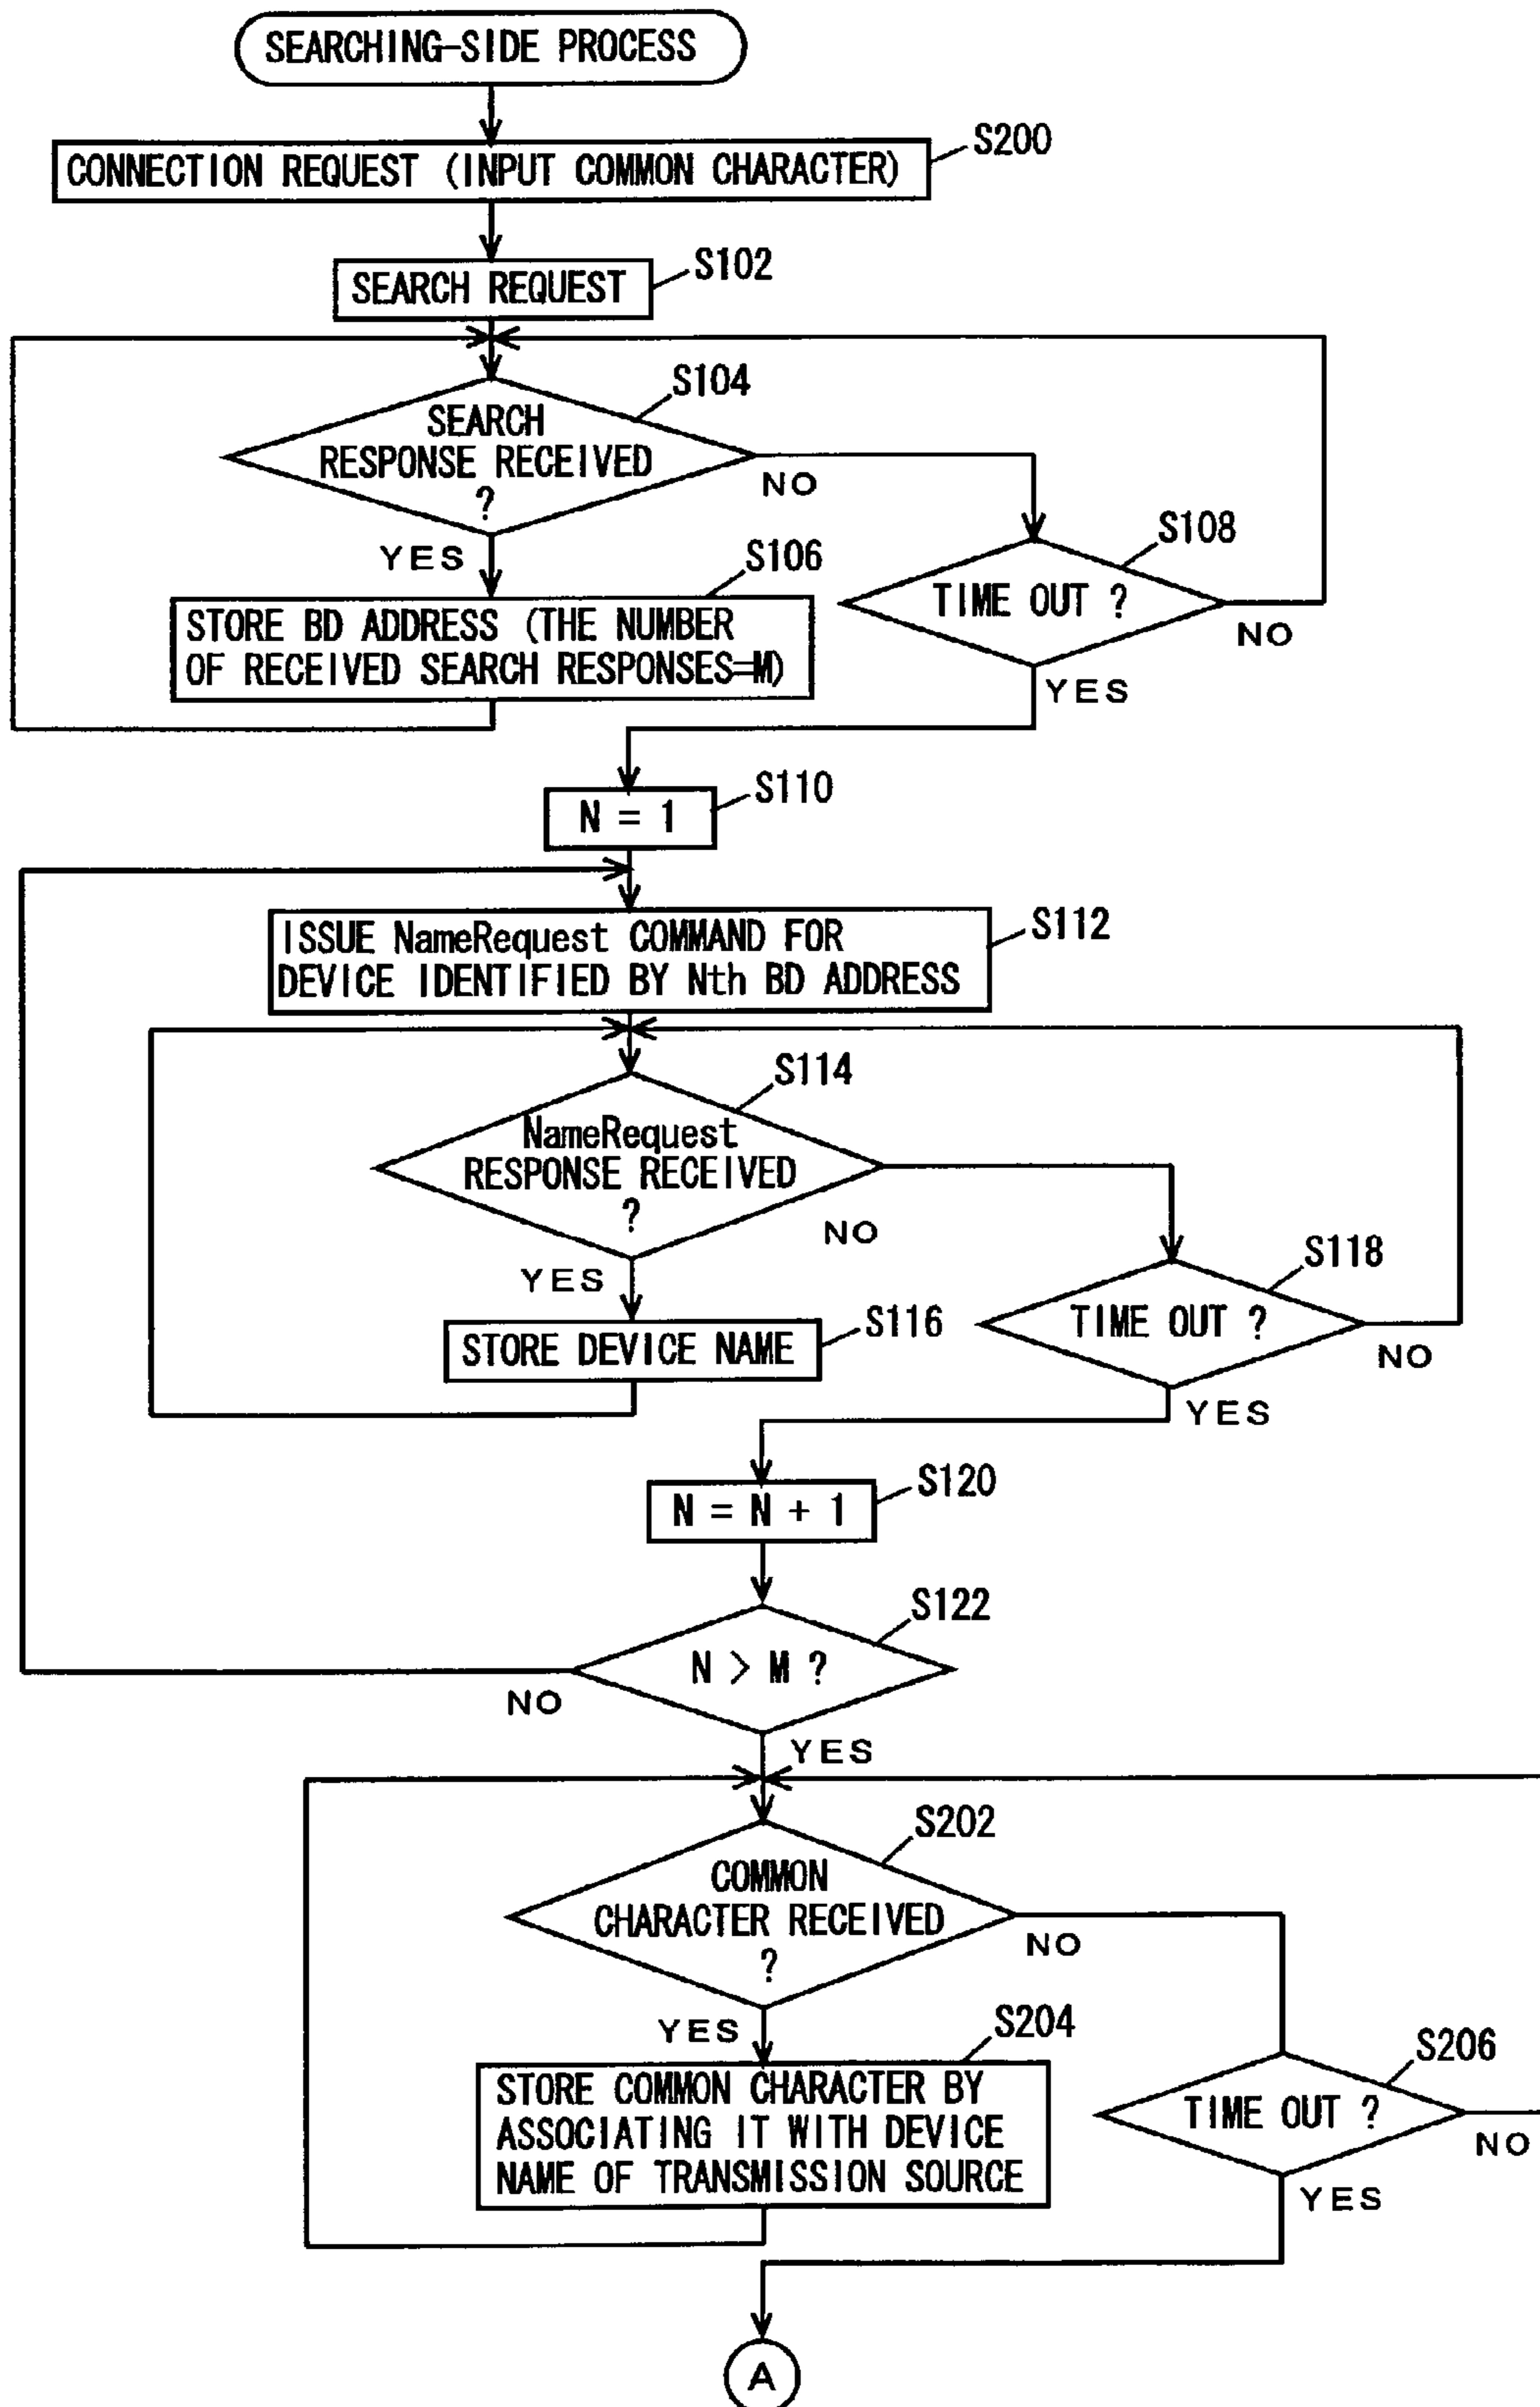 SEARCHING-SIDE PROCESS
CONNECTION REQUEST (INPUT COMMON CHARACTER)
S200
SEARCH REQUEST
S102
SEARCH
RESPONSE RECEIVED
?
S104
NO
YES
STORE BD ADDRESS (THE NUMBER
OF RECEIVED SEARCH RESPONSES=M)
S106
TIME OUT ?
S108
NO
YES
N = 1
S110
ISSUE NameRequest COMMAND FOR
DEVICE IDENTIFIED BY Nth BD ADDRESS
S112
NameRequest
RESPONSE RECEIVED
?
S114
NO
YES
STORE DEVICE NAME
S116
TIME OUT ?
S118
NO
YES
N = N + 1
S120
N > M ?
S122
NO
YES
COMMON
CHARACTER RECEIVED
?
S202
NO
YES
STORE COMMON CHARACTER BY
ASSOCIATING IT WITH DEVICE
NAME OF TRANSMISSION SOURCE
S204
TIME OUT ?
S206
NO
YES
A